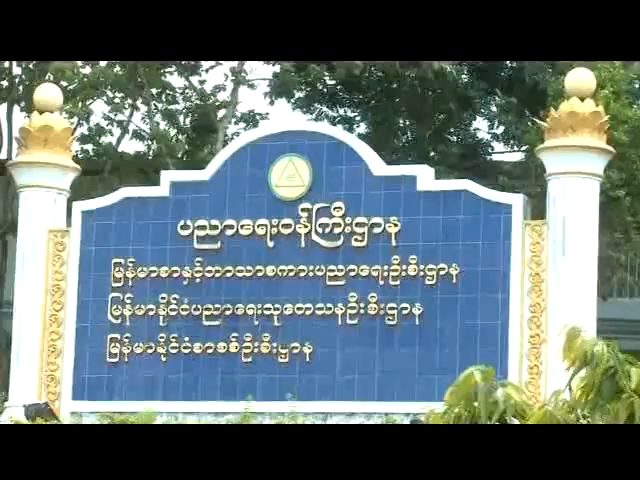 ပညာရေးဝန်ကြီးဌာန
မြန်မာစာနှင့်ဘာသာစကားပညာရေးဦးစီးဌာန
မြန်မာနိုင်ငံပညာရေးသုတေသနဦးစီးဌာန
မြန်မာနိုင်ငံစာစစ်ဦးစီးဌာန